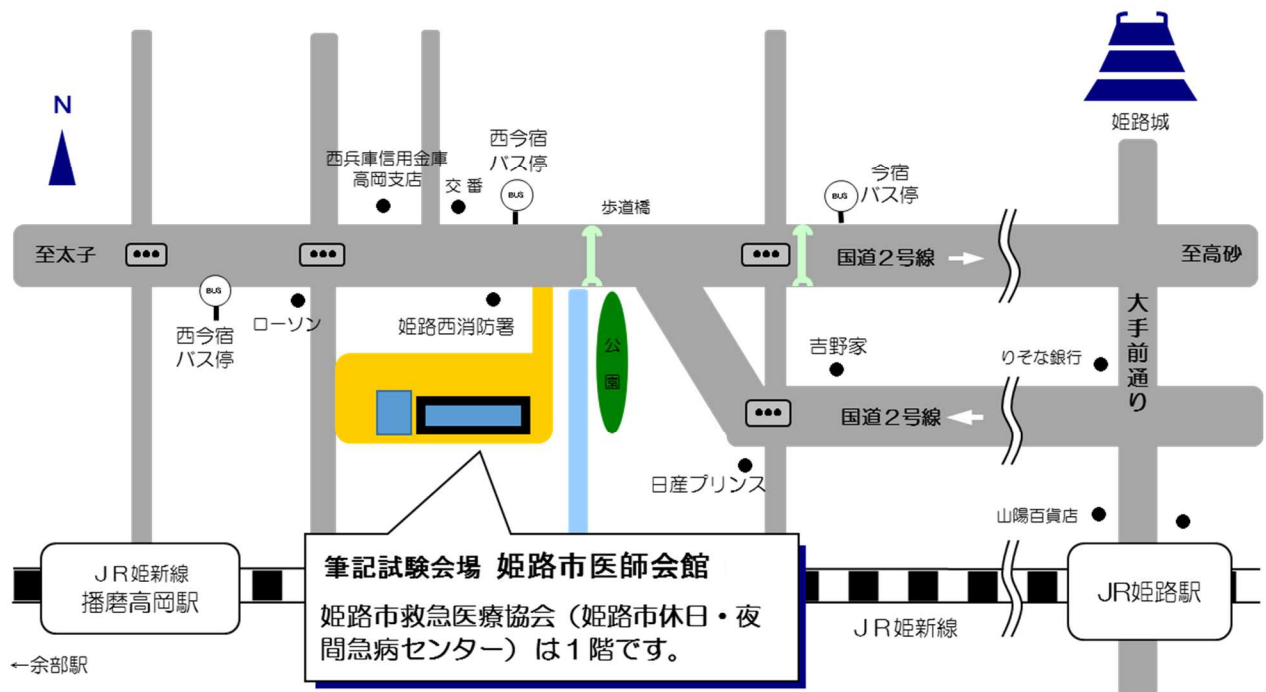 N
姫路城
西今宿
バス停
西兵庫信用金庫
高岡支店
交 番
BUS
歩道橋
今宿
バス停
BUS
至太子
国道2号線
至高砂
BUS
西今宿
バス停
ローソン
姫路西消防署
公
園
吉野家
りそな銀行
大手前通り
国道2号線
日産プリンス
山陽百貨店
筆記試験会場 姫路市医師会館
姫路市救急医療協会(姫路市休日・夜
間急病センター)は1階です。
JR姫新線
播磨高岡駅
JR姫新線
JR姫路駅
←余部駅